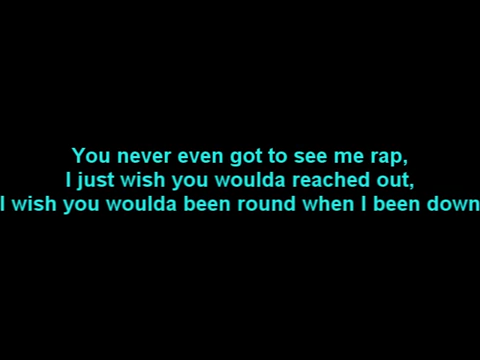 You never even got to see me rap,
I just wish you woulda reached out,
I wish you woulda been round when I been down